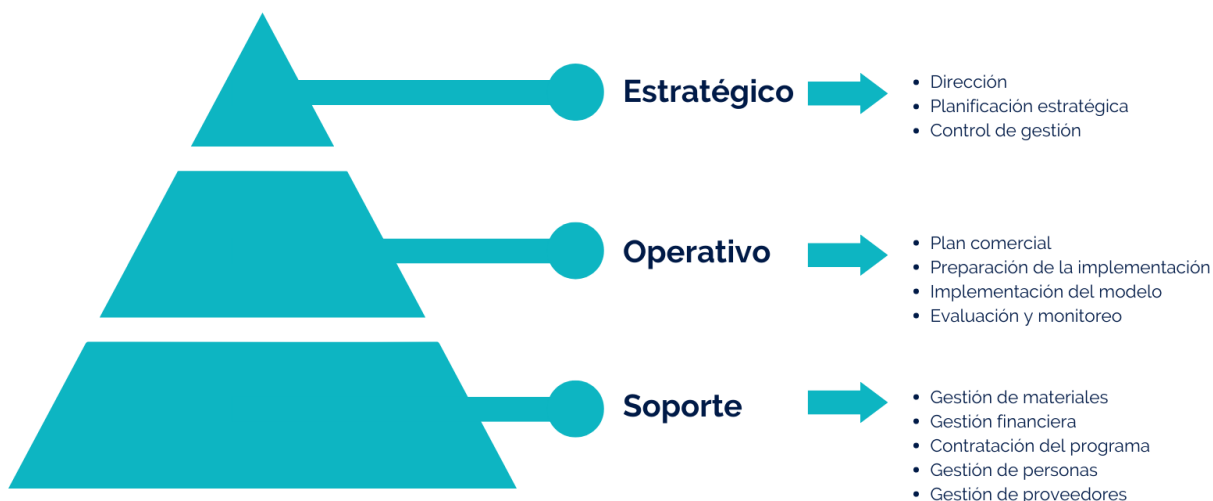 Estratégico
• Dirección
• Planificación estratégica
• Control de gestión
Operativo
• Plan comercial
• Preparación de la implementación
• Implementación del modelo
• Evaluación y monitoreo
Soporte
• Gestión de materiales
• Gestión financiera
• Contratación del programa
• Gestión de personas
• Gestión de proveedores